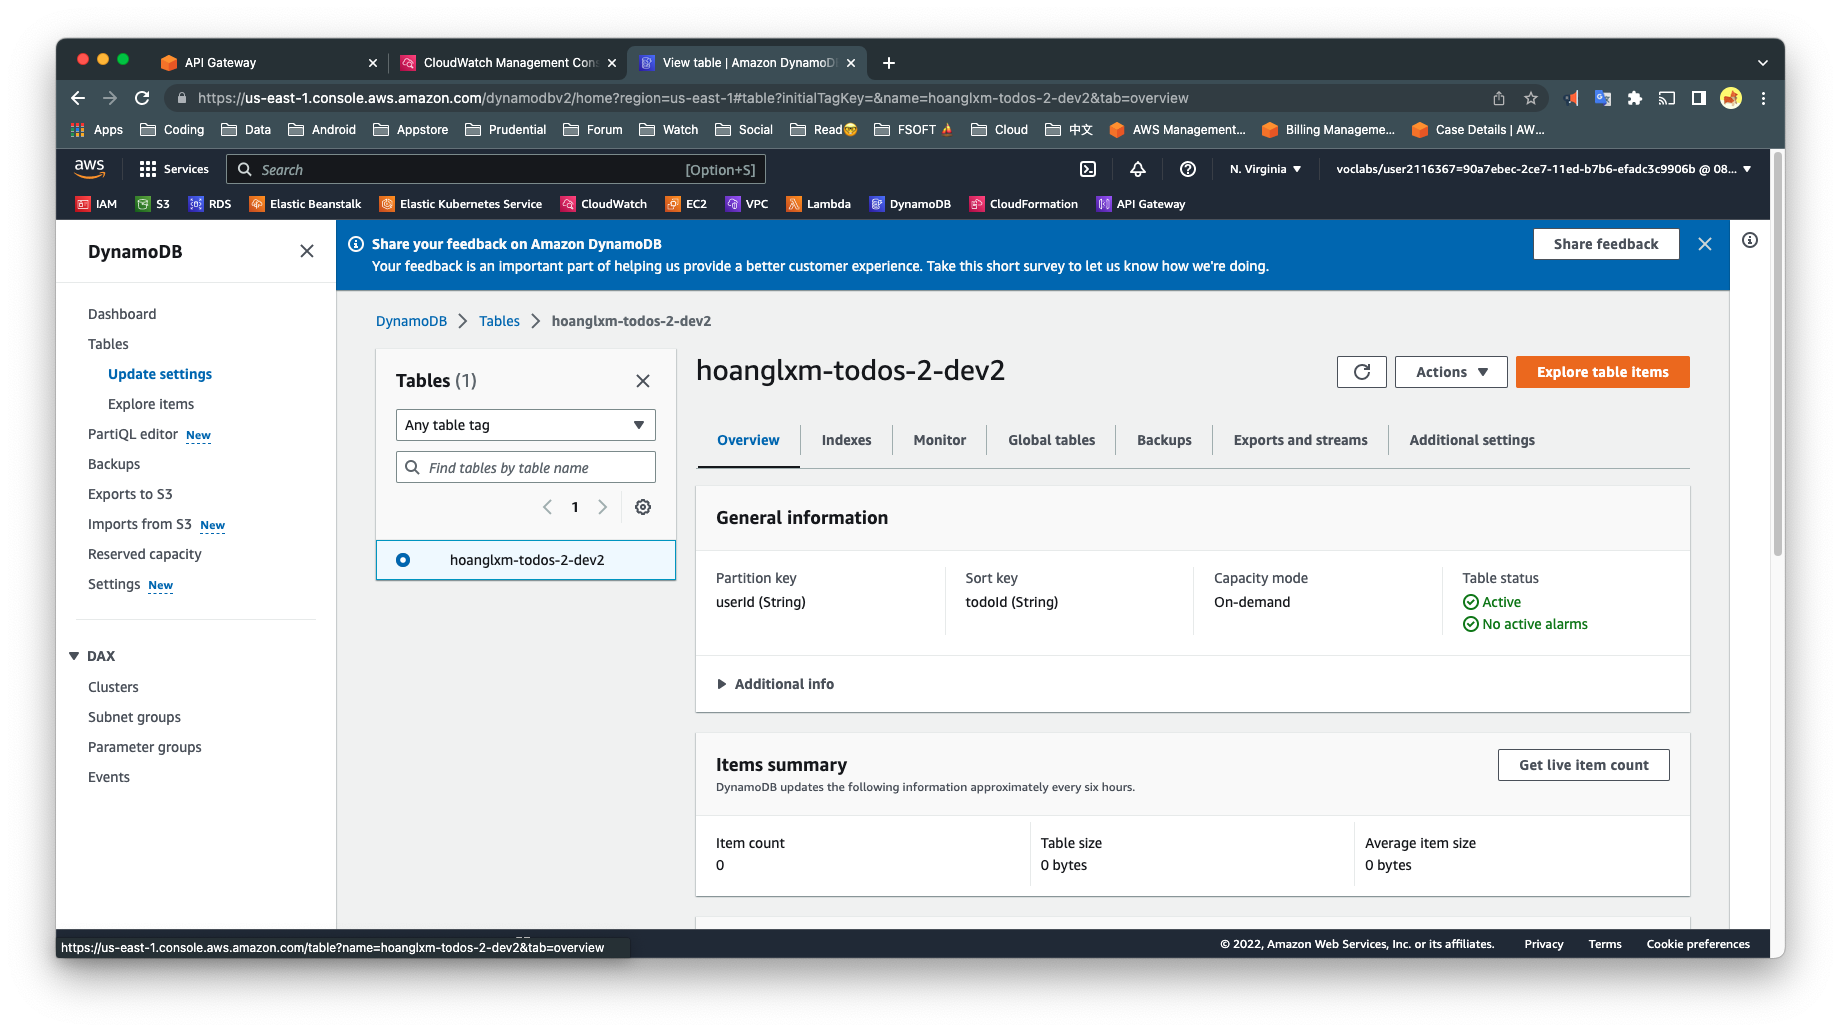 API Gateway
CloudWatch Management Con
View table | Amazon DynamoD
https://us-east-1.console.aws.amazon.com/dynamodbv2/home?region=us-east-1#table?initialTagKey=&name=hoanglxm-todos-2-dev2&tab=overview
Apps Coding Data Android Appstore Prudential Forum Watch Social Read🤓 FSOFT Cloud 中文 AWS Management... Billing Manageme... Case Details | AW...
aws Services Search [Option+S] N. Virginia voclabs/user2116367=90a7ebec-2ce7-11ed-b7b6-efadc3c9906b @ 08...
IAM S3 RDS Elastic Beanstalk Elastic Kubernetes Service CloudWatch EC2 VPC Lambda DynamoDB CloudFormation API Gateway
DynamoDB
Dashboard
Tables
Update settings
Explore items
PartiQL editor New
Backups
Exports to S3
Imports from S3 New
Reserved capacity
Settings New
DAX
Clusters
Subnet groups
Parameter groups
Events
Share your feedback on Amazon DynamoDB
Your feedback is an important part of helping us provide a better customer experience. Take this short survey to let us know how we're doing.
Share feedback
DynamoDB Tables hoanglxm-todos-2-dev2
Tables (1)
Any table tag
Find tables by table name
1
hoanglxm-todos-2-dev2
hoanglxm-todos-2-dev2
Actions
Explore table items
Overview Indexes Monitor Global tables Backups Exports and streams Additional settings
General information
Partition key
userId (String)
Sort key
todoId (String)
Capacity mode
On-demand
Table status
Active
No active alarms
Additional info
Items summary
DynamoDB updates the following information approximately every six hours.
Get live item count
Item count
0
Table size
0 bytes
Average item size
0 bytes
https://us-east-1.console.aws.amazon.com/table?name=hoanglxm-todos-2-dev2&tab=overview
© 2022, Amazon Web Services, Inc. or its affiliates. Privacy Terms Cookie preferences